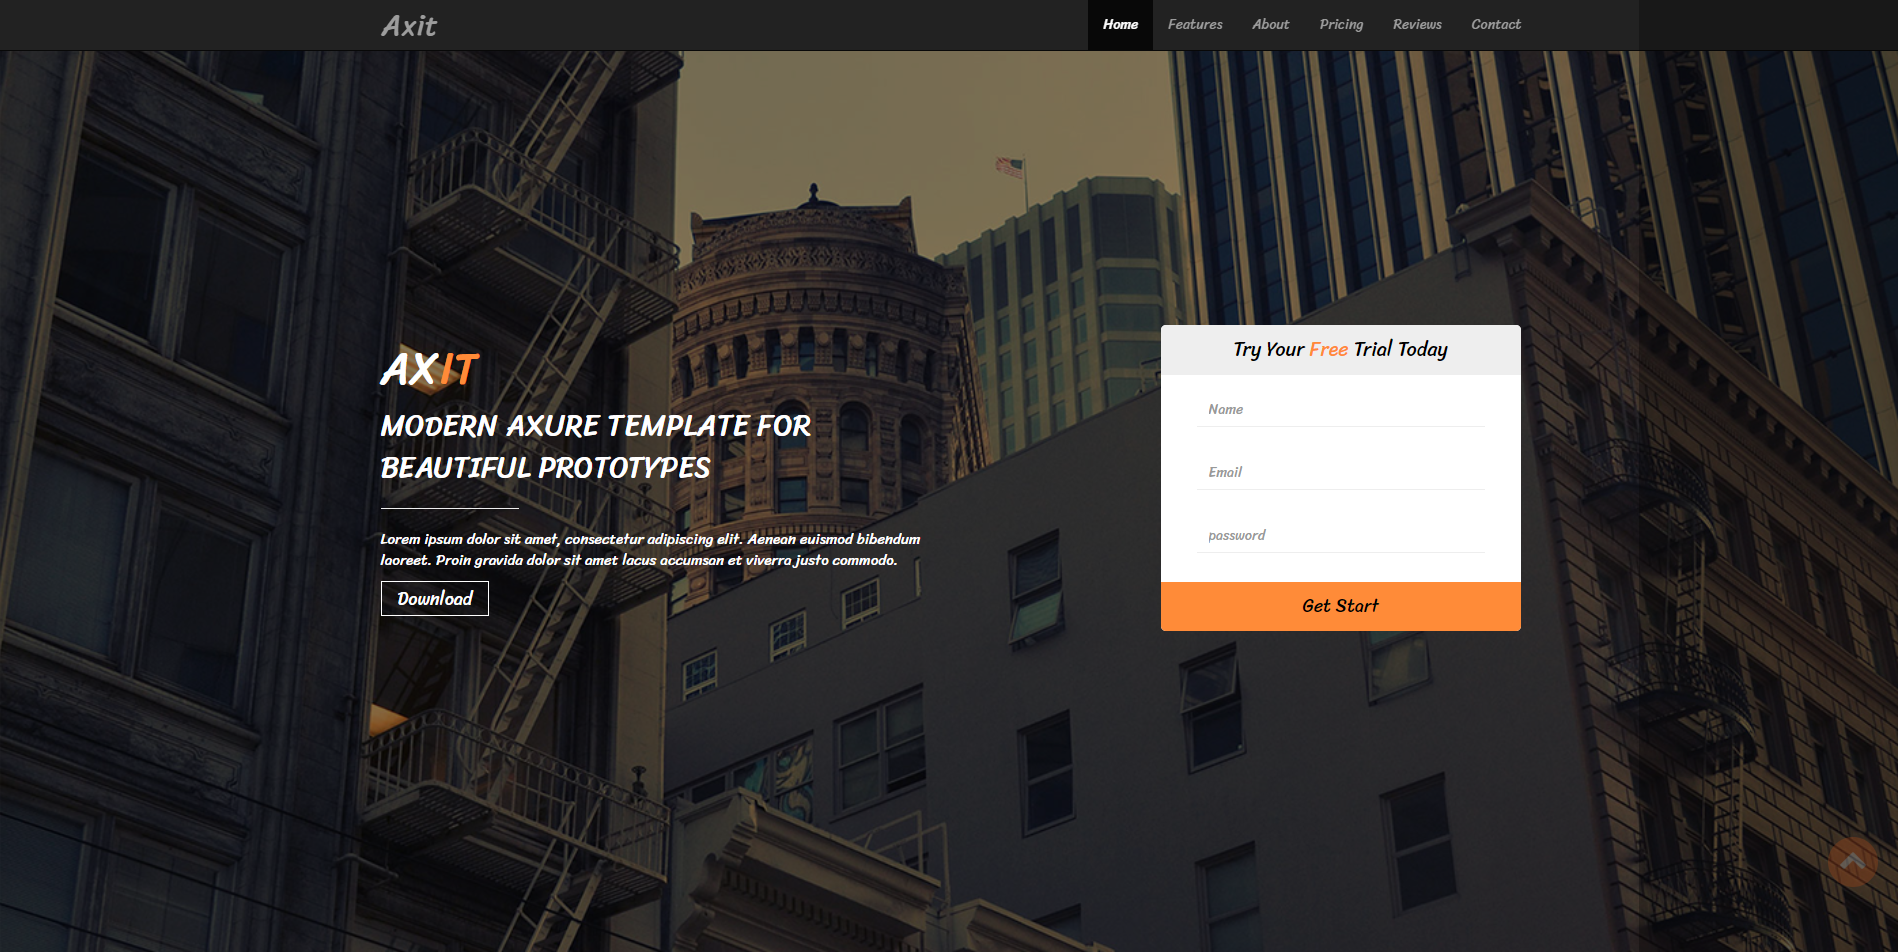 Axit
Home Features About Pricing Reviews Contact
AXIT
MODERN AXURE TEMPLATE FOR
BEAUTIFUL PROTOTYPES
Lorem ipsum dolor sit amet, consectetur adipiscing elit. Aenean euismod bibendum
laoreet. Proin gravida dolor sit amet lacus accumsan et viverra justo commodo.
Download
Try Your Free Trial Today
Name
Email
password
Get Start